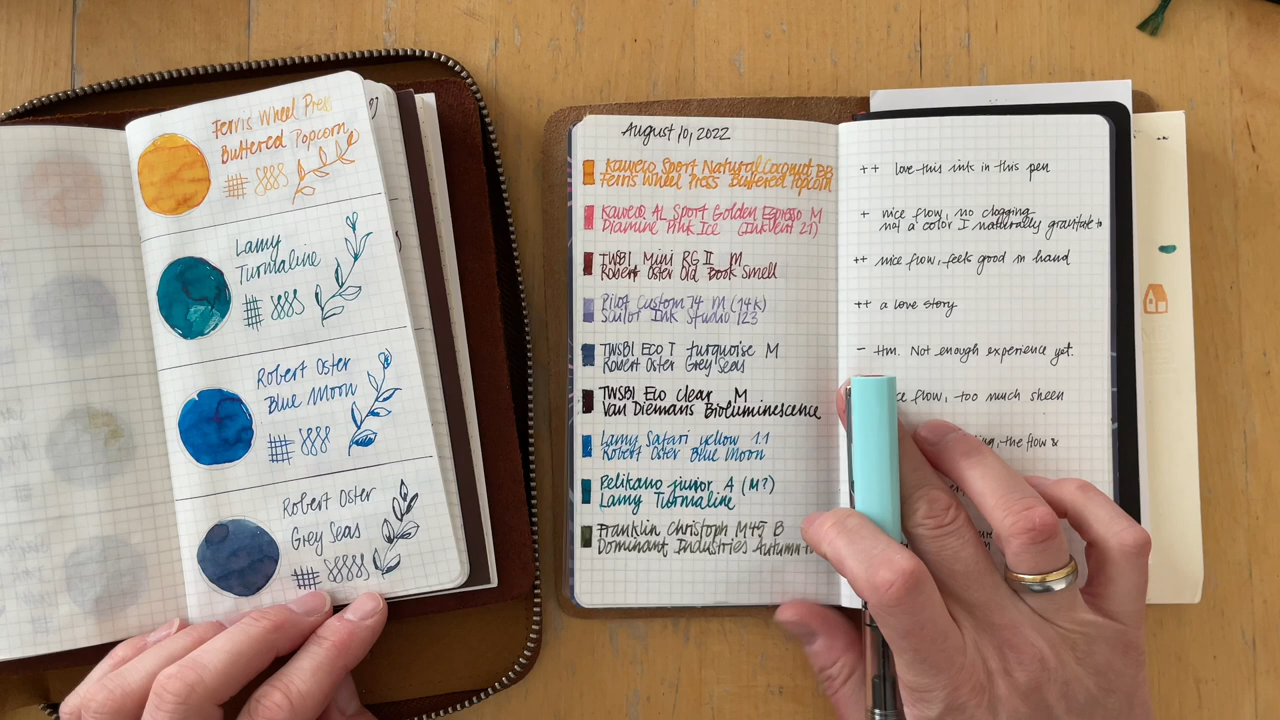 Ferris Wheel Press
Buttered Popcorn
Lamy
Turmaline
Robert Oster
Blue Moon
Robert Oster
Grey Seas
August 10, 2022
Kaweco Sport Natural Coconut BB
Ferris Wheel Press Buttered Popcorn
Kaweco AL Sport Golden Espresso M
Diamine Pink Ice (Inkvent 21)
TWSBI Mini RG II M
Robert Oster Old Book Smell
Pilot Custom 74 M (14k)
Sailor Ink Studio 123
TWSBI Eco T turquoise M
Robert Oster Grey Seas
TWSBI Eco clear M
Van Diemans Bioluminescence
Lamy Safari yellow 1.1
Robert Oster Blue Moon
Pelikano junior A (M?)
Lamy Turmaline
Franklin Christoph M45 B
Dominant Industries Autumn
++ love this ink in this pen
+ nice flow, no clogging
not a color I naturally gravitate to
++ nice flow, feels good in hand
++ a love story
- Hm. Not enough experience yet.
flow, too much sheen
, the flow &